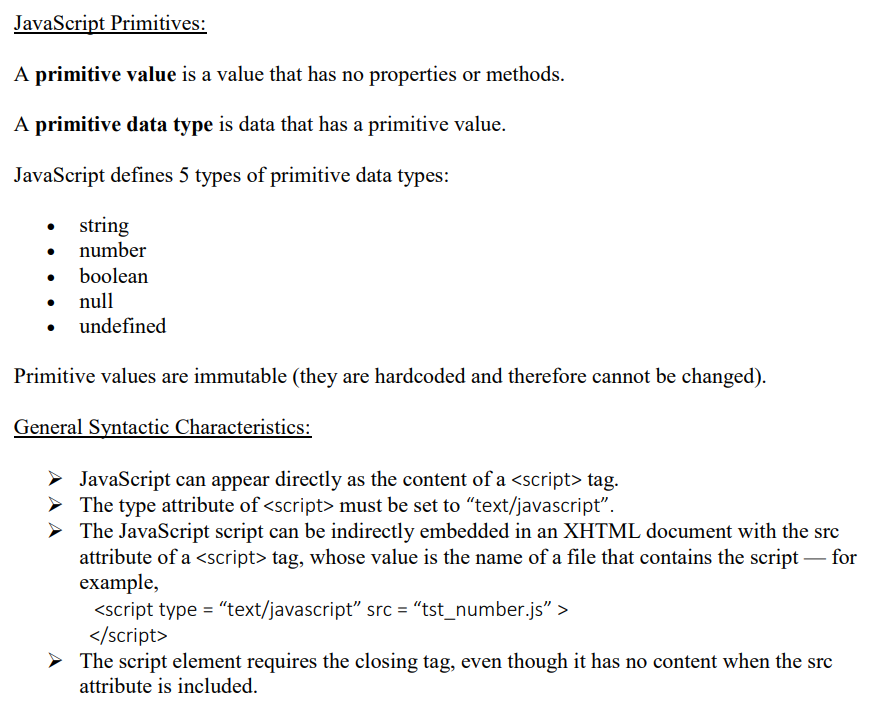 JavaScript Primitives:
A primitive value is a value that has no properties or methods.
A primitive data type is data that has a primitive value.
JavaScript defines 5 types of primitive data types:
• string
• number
• boolean
• null
• undefined
Primitive values are immutable (they are hardcoded and therefore cannot be changed).
General Syntactic Characteristics:
➢ JavaScript can appear directly as the content of a <script> tag.
➢ The type attribute of <script> must be set to “text/javascript”.
➢ The JavaScript script can be indirectly embedded in an XHTML document with the src
attribute of a <script> tag, whose value is the name of a file that contains the script — for
example,
<script type = “text/javascript” src = “tst_number.js” >
</script>
➢ The script element requires the closing tag, even though it has no content when the src
attribute is included.